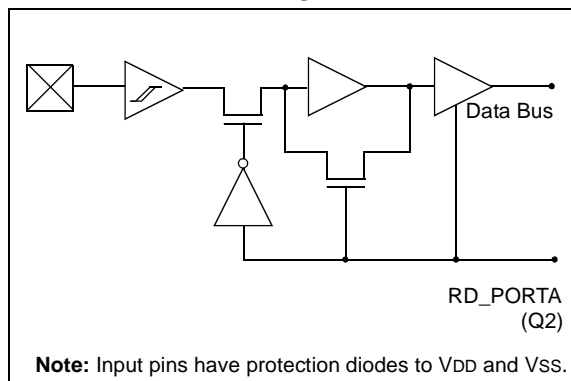 Data Bus
RD_PORTA
(Q2)
Note: Input pins have protection diodes to VDD and VSS.